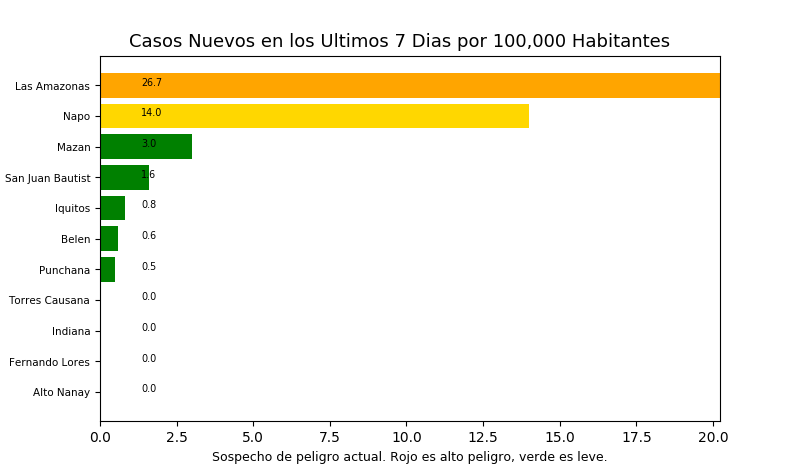 Casos Nuevos en los Ultimos 7 Dias por 100,000 Habitantes
Las Amazonas 26.7
Napo 14.0
Mazan 3.0
San Juan Bautist 1.6
Iquitos 0.8
Belen 0.6
Punchana 0.5
Torres Causana 0.0
Indiana 0.0
Fernando Lores 0.0
Alto Nanay 0.0
0.0 2.5 5.0 7.5 10.0 12.5 15.0 17.5 20.0
Sospecho de peligro actual. Rojo es alto peligro, verde es leve.